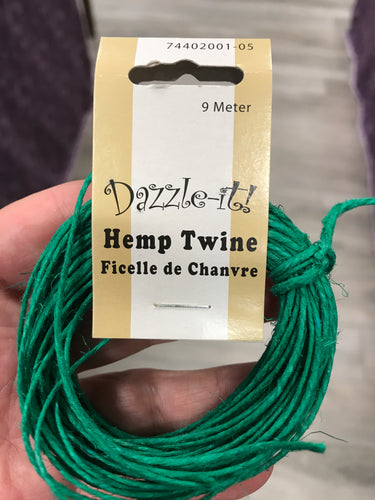 74402001-05
9 Meter
Dazzle-it!
Hemp Twine
Ficelle de Chanvre